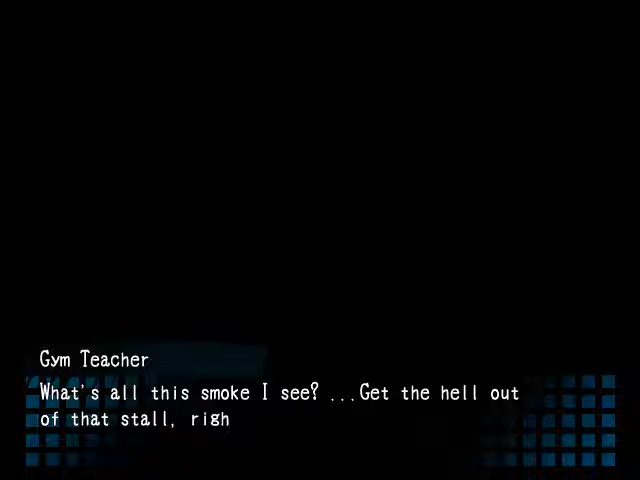 Gym Teacher
What's all this smoke I see? ...Get the hell out
of that stall, righ